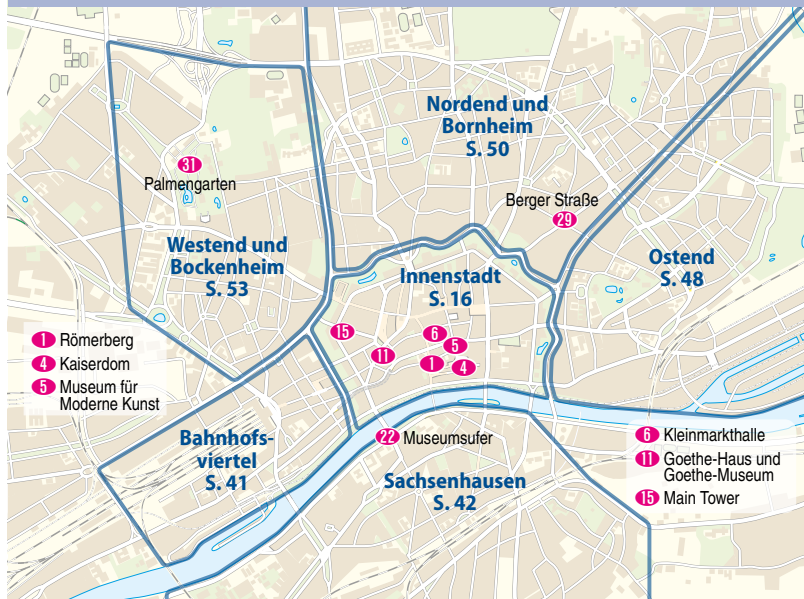 Nordend und
Bornheim
S. 50
31
Palmengarten
Berger Straße
29
Westend und
Bockenheim
S. 53
Innenstadt
S. 16
Ostend
S. 48
15
6
5
11
1
4
1 Römerberg
4 Kaiserdom
5 Museum für
Moderne Kunst
Bahnhofs-
viertel
S. 41
22 Museumsufer
Sachsenhausen
S. 42
6 Kleinmarkthalle
11 Goethe-Haus und
Goethe-Museum
15 Main Tower